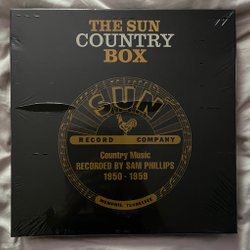 THE SUN
COUNTRY
BOX
SUN
RECORD COMPANY
Country Music
RECORDED BY SAM PHILLIPS
1950 - 1959
MEMPHIS, TENNESSEE